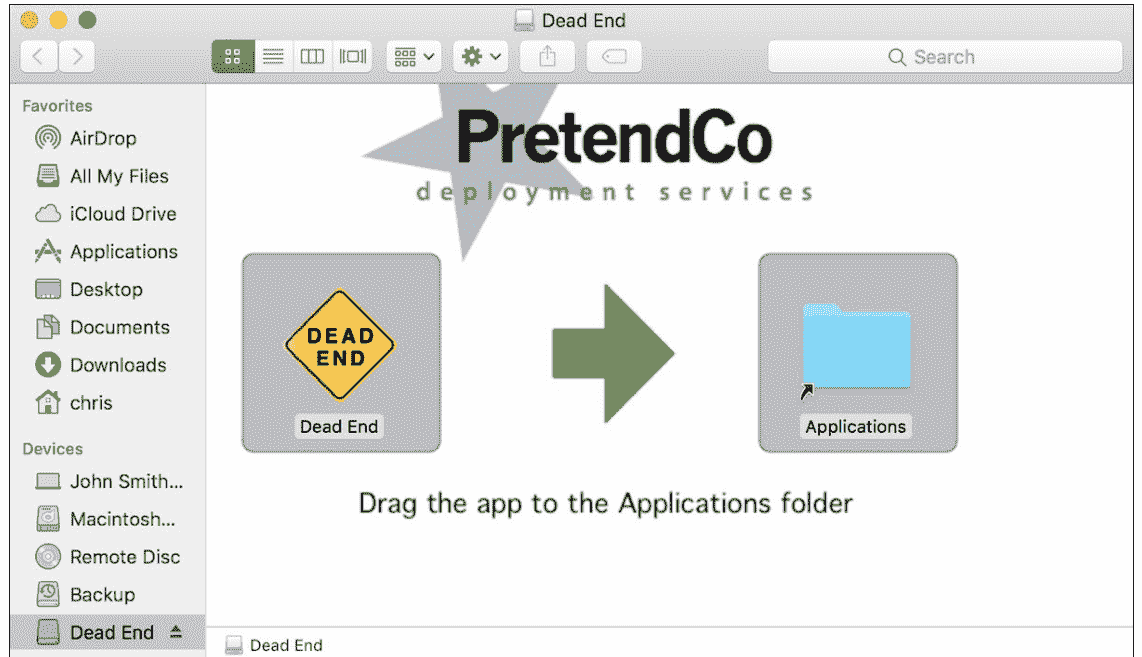 Dead End
Search
Favorites
AirDrop
All My Files
iCloud Drive
Applications
Desktop
Documents
Downloads
chris
Devices
John Smith...
Macintosh...
Remote Disc
Backup
Dead End
PretendCo
deployment services
DEAD
END
Dead End
Applications
Drag the app to the Applications folder
Dead End